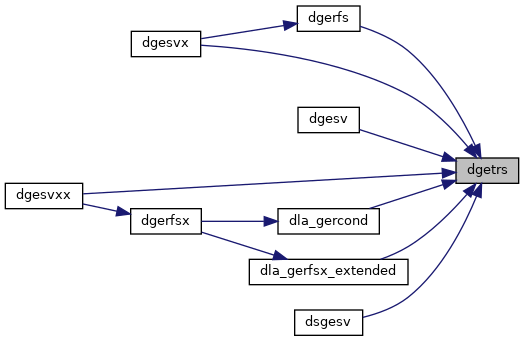 dgerfs
dgesvx
dgesv
dgetrs
dgesvxx
dgerfsx
dla_gercond
dla_gerfsx_extended
dsgesv